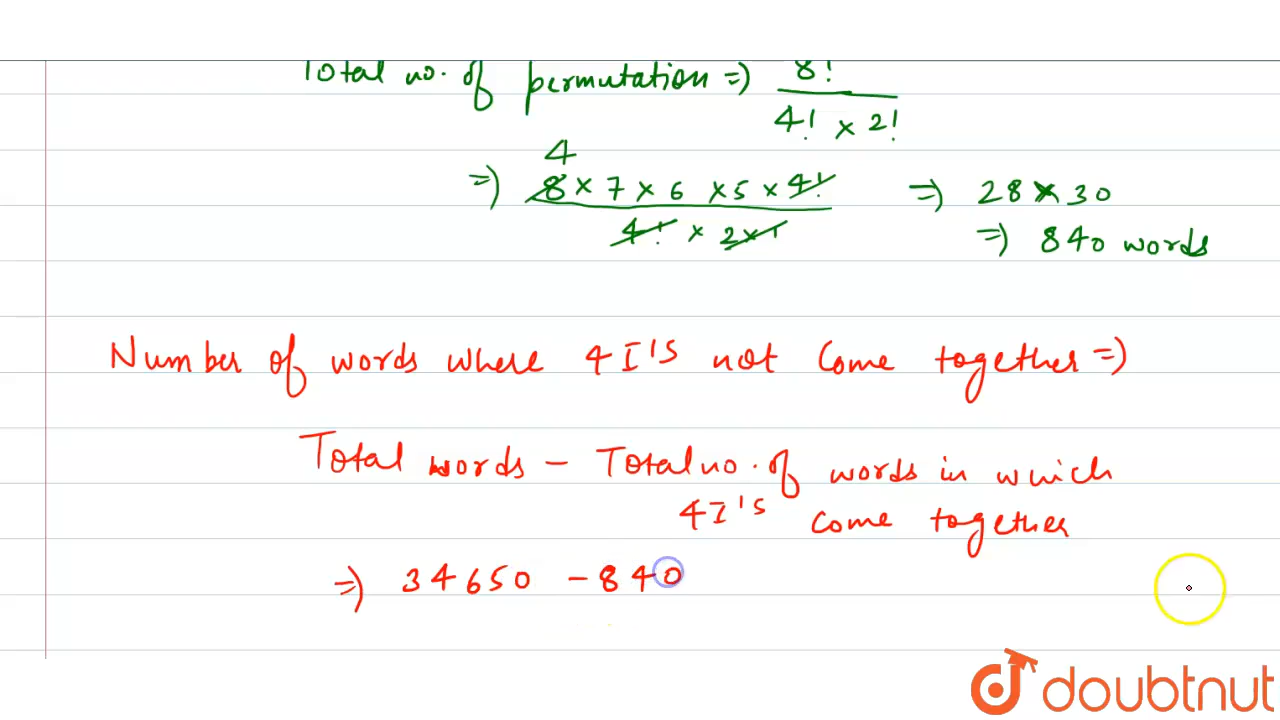 Total no. of permutation => 8!
4! × 2!
4
=> 8 × 7 × 6 × 5 × 4! => 28 × 30
4! × 2×1 => 840 words
Number of words where 4 I's not come together =>
Total words - Total no. of words in which
4 I's come together
=> 34650 - 840
doubtnut